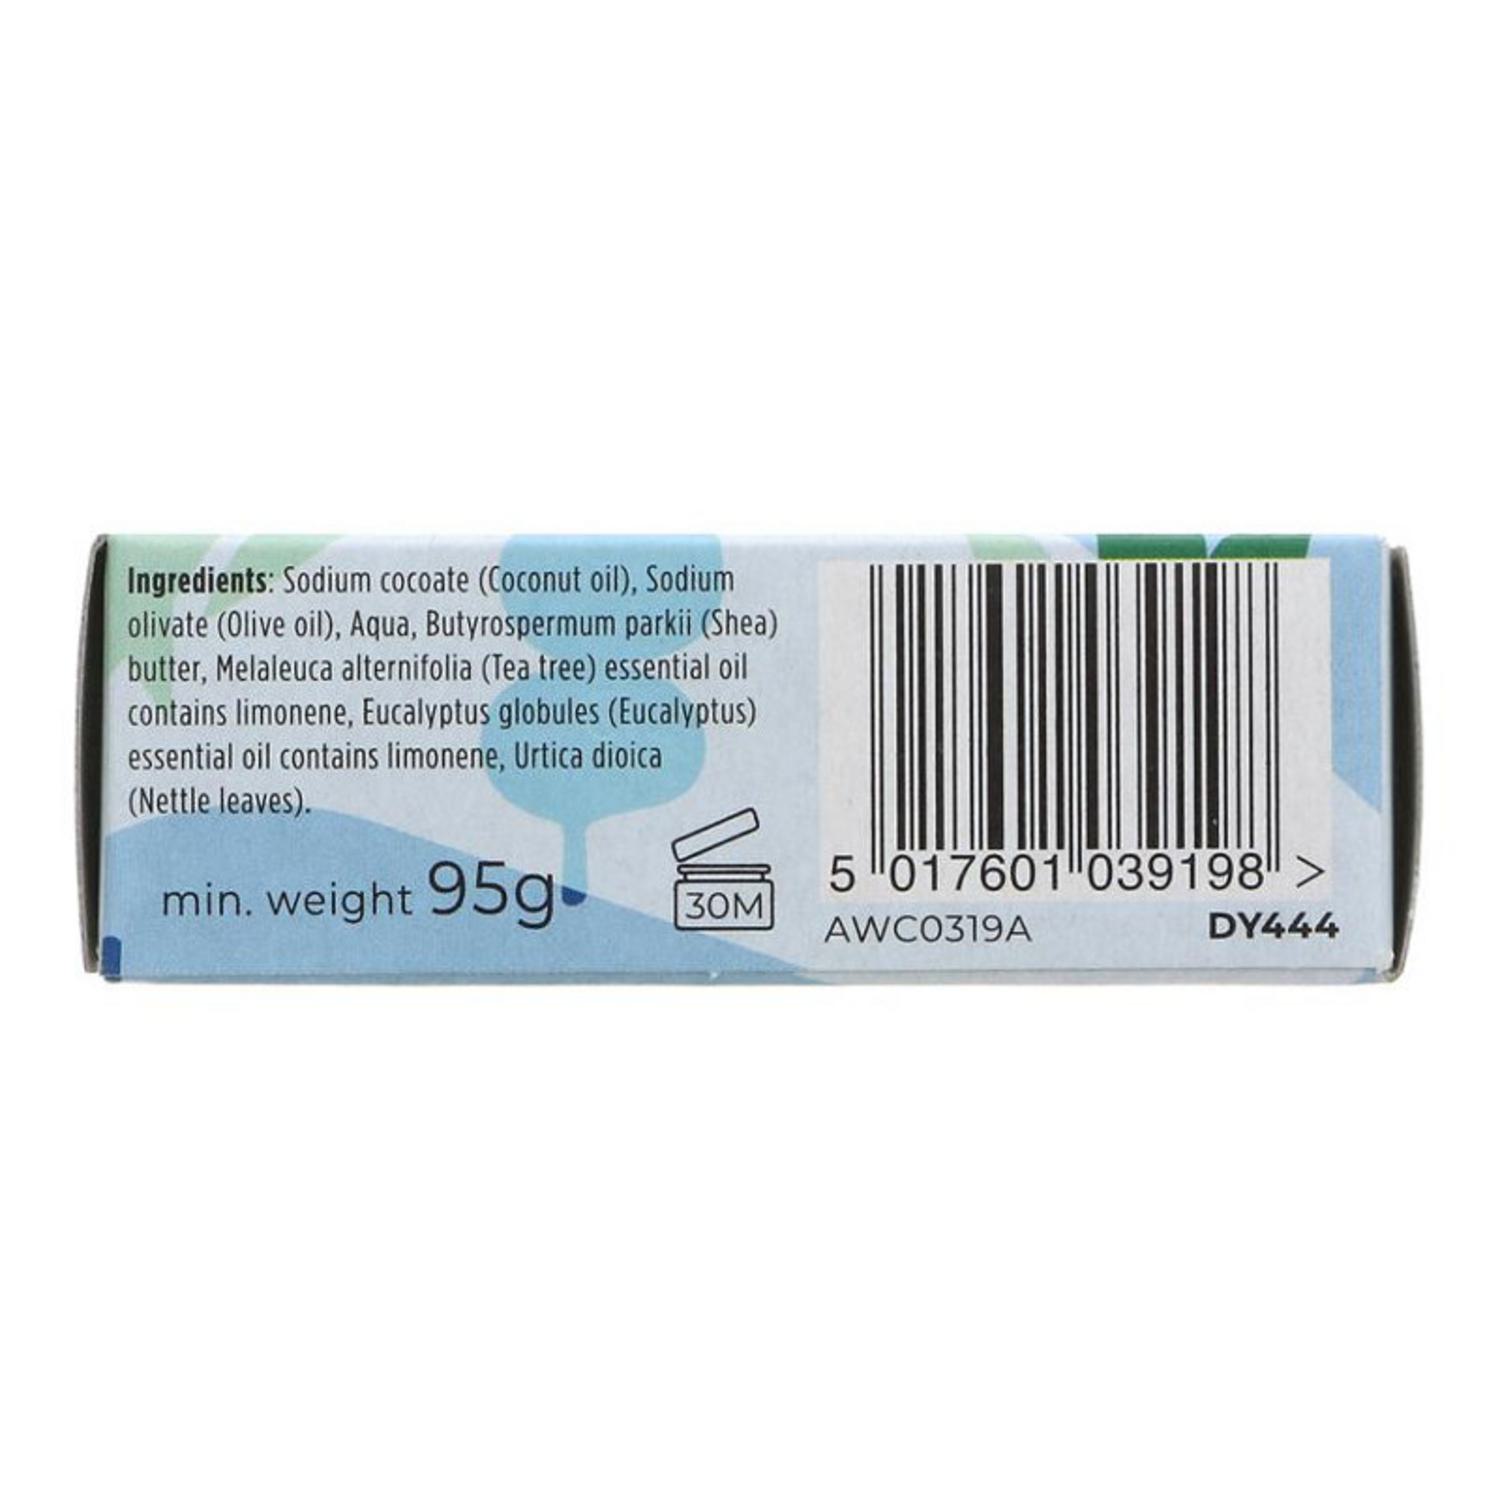 Ingredients: Sodium cocoate (Coconut oil), Sodium
olivate (Olive oil), Aqua, Butyrospermum parkii (Shea)
butter, Melaleuca alternifolia (Tea tree) essential oil
contains limonene, Eucalyptus globules (Eucalyptus)
essential oil contains limonene, Urtica dioica
(Nettle leaves).
min. weight 95g
30M
5 017601 039198 >
AWC0319A
DY444